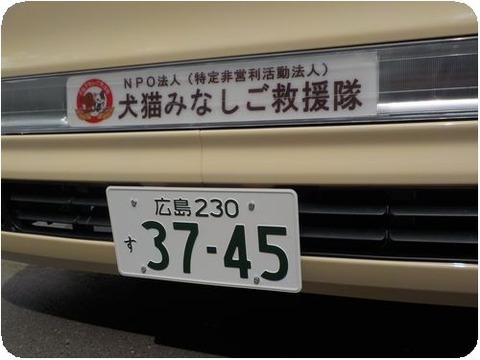 NPO法人（特定非営利活動法人）
犬猫みなしご救援隊
広島230
す 37-45